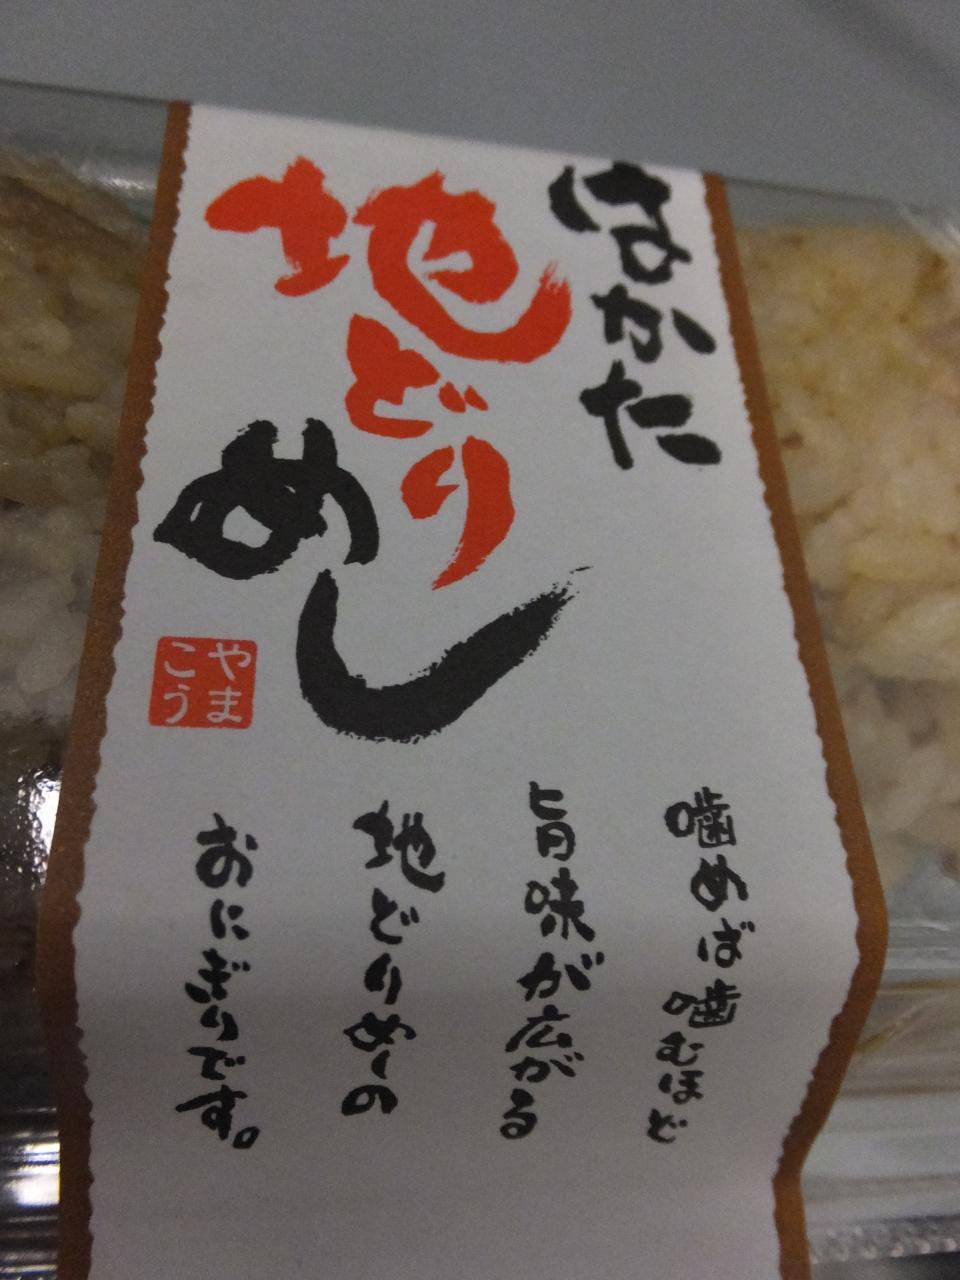 はかた
地どり
めし
やま
こう
噛めば噛むほど
旨味が広がる
地どりめしの
おにぎりです。